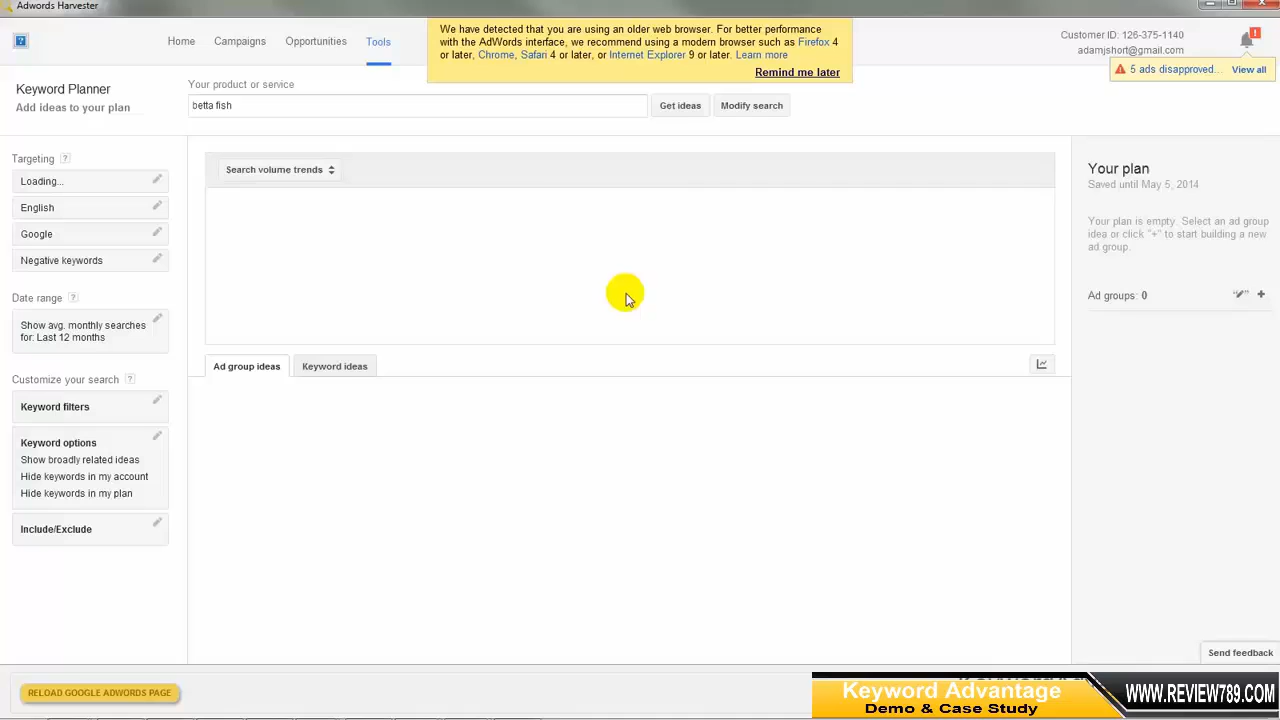 Adwords Harvester
We have detected that you are using an older web browser. For better performance
with the AdWords interface, we recommend using a modern browser such as Firefox 4
or later, Chrome, Safari 4 or later, or Internet Explorer 9 or later. Learn more
Remind me later
Home Campaigns Opportunities Tools
Customer ID: 126-375-1140
adamjshort@gmail.com
!
5 ads disapproved... View all
Keyword Planner
Add ideas to your plan
Your product or service
betta fish
Get ideas
Modify search
Targeting ?
Loading...
English
Google
Negative keywords
Date range ?
Show avg. monthly searches
for: Last 12 months
Customize your search ?
Keyword filters
Keyword options
Show broadly related ideas
Hide keywords in my account
Hide keywords in my plan
Include/Exclude
Search volume trends
Ad group ideas
Keyword ideas
Your plan
Saved until May 5, 2014
Your plan is empty. Select an ad group
idea or click "+" to start building a new
ad group.
Ad groups: 0
Send feedback
RELOAD GOOGLE ADWORDS PAGE
Keyword Advantage
Demo & Case Study
WWW.REVIEW789.COM